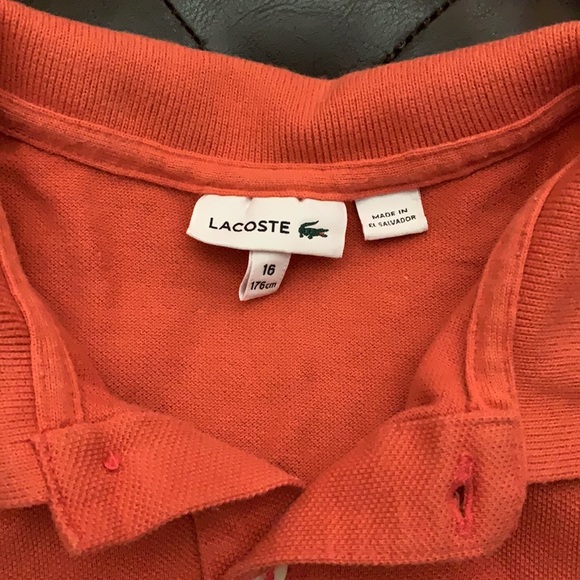 LACOSTE
MADE IN
EL SALVADOR
16
176cm